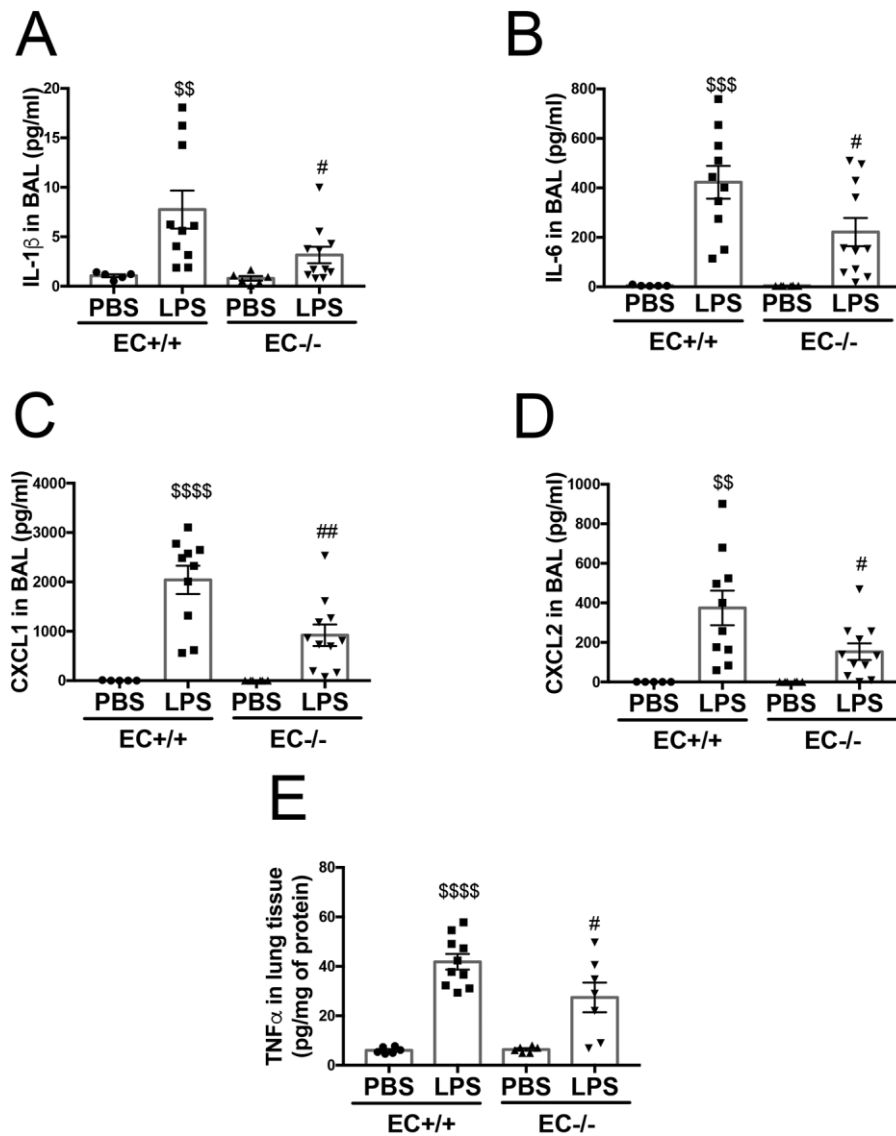 A
IL-1β in BAL (pg/ml)
20
15
10
5
0
$$
#
PBS LPS PBS LPS
EC+/+ EC-/-
B
IL-6 in BAL (pg/ml)
800
600
400
200
0
$$$
#
PBS LPS PBS LPS
EC+/+ EC-/-
C
CXCL1 in BAL (pg/ml)
4000
3000
2000
1000
0
$$$$
##
PBS LPS PBS LPS
EC+/+ EC-/-
D
CXCL2 in BAL (pg/ml)
1000
800
600
400
200
0
$$
#
PBS LPS PBS LPS
EC+/+ EC-/-
E
TNFα in lung tissue
(pg/mg of protein)
80
60
40
20
0
$$$$
#
PBS LPS PBS LPS
EC+/+ EC-/-